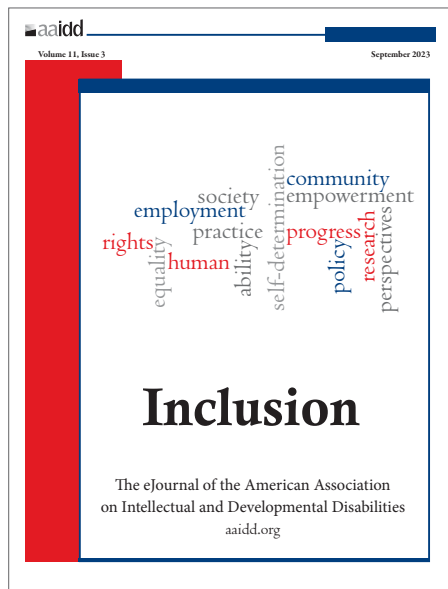 aaidd
Volume 11, Issue 3 September 2023
community
society empowerment
employment
practice progress
rights
human
equality
ability
self-determination
policy
research
perspectives
Inclusion
The eJournal of the American Association
on Intellectual and Developmental Disabilities
aaidd.org